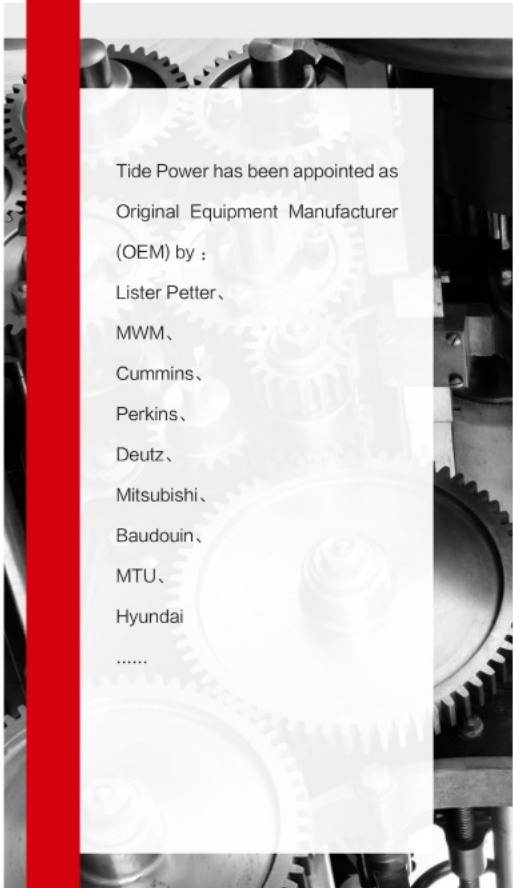 Tide Power has been appointed as
Original Equipment Manufacturer
(OEM) by：
Lister Petter、
MWM、
Cummins、
Perkins、
Deutz、
Mitsubishi、
Baudouin、
MTU、
Hyundai
......